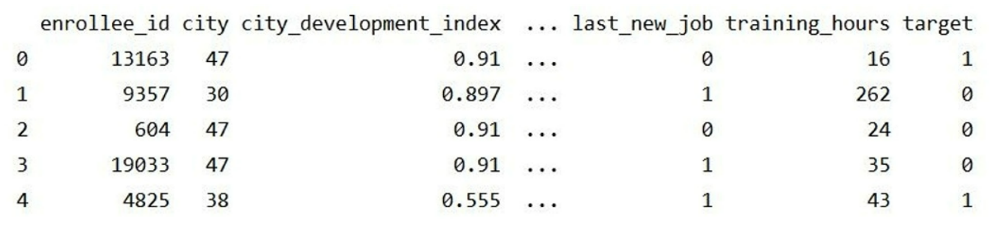 enrollee_id city city_development_index ... last_new_job training_hours target
0 13163 47 0.91 ... 0 16 1
1 9357 30 0.897 ... 1 262 0
2 604 47 0.91 ... 0 24 0
3 19033 47 0.91 ... 1 35 0
4 4825 38 0.555 ... 1 43 1